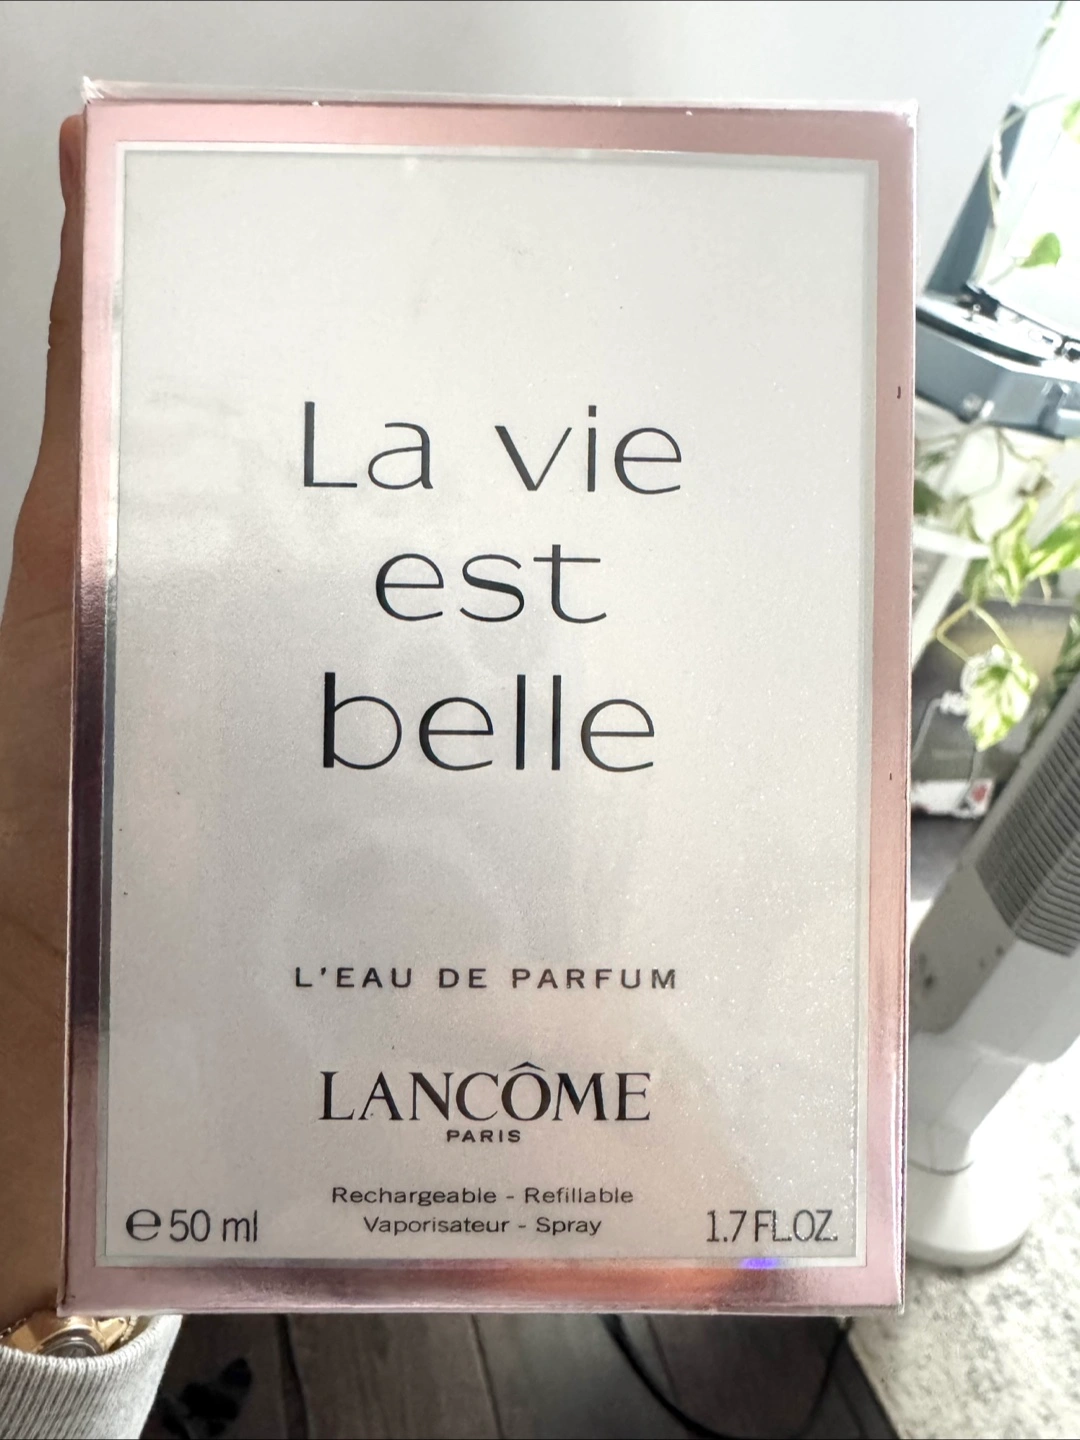 La vie
est
belle
L'EAU DE PARFUM
LANCÔME
PARIS
Rechargeable - Refillable
Vaporisateur - Spray
℮ 50 ml
1.7 FL.OZ.